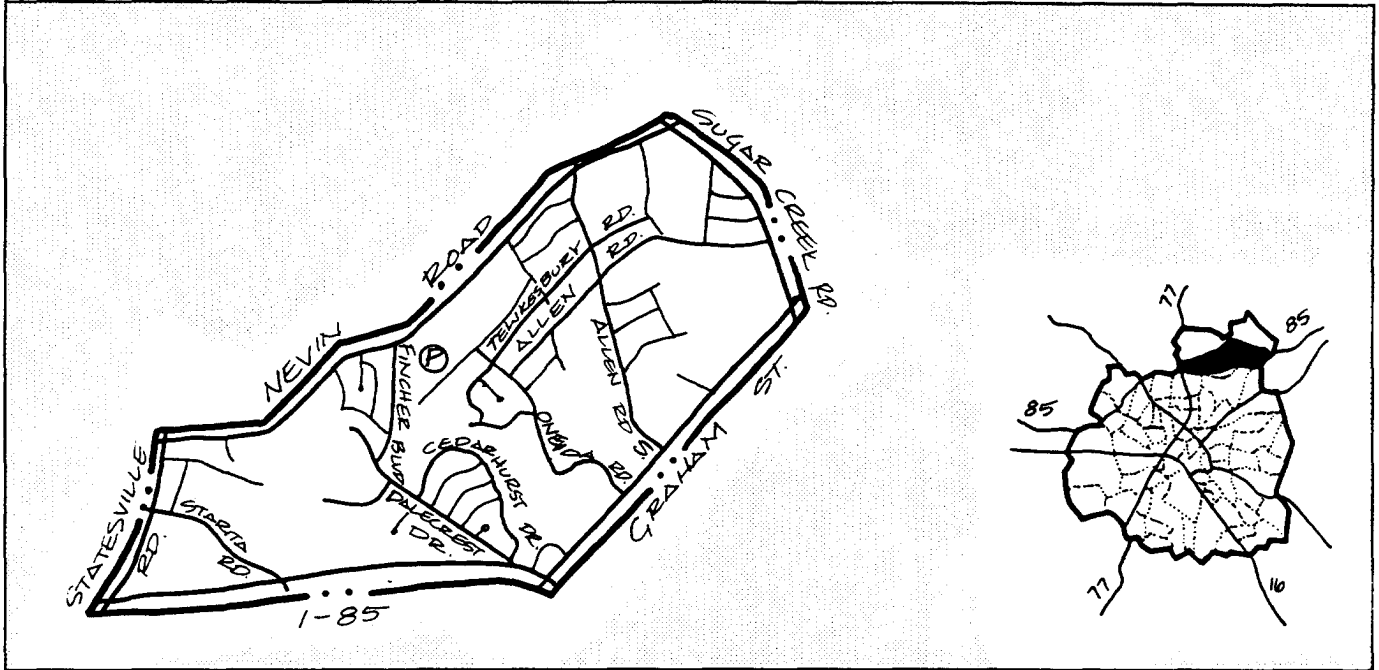 SUGAR
CREEK RD.
NEVIN ROAD
TEWKESBURY RD.
ALLEN RD.
ALLEN RD S
FINCHER BLVD
P
ONEIDA RD.
CEDARHURST DR.
DALECREST
DR.
GRAHAM ST.
STATESVILLE
RD.
STARITA
RD.
I-85
77
85
85
77
16